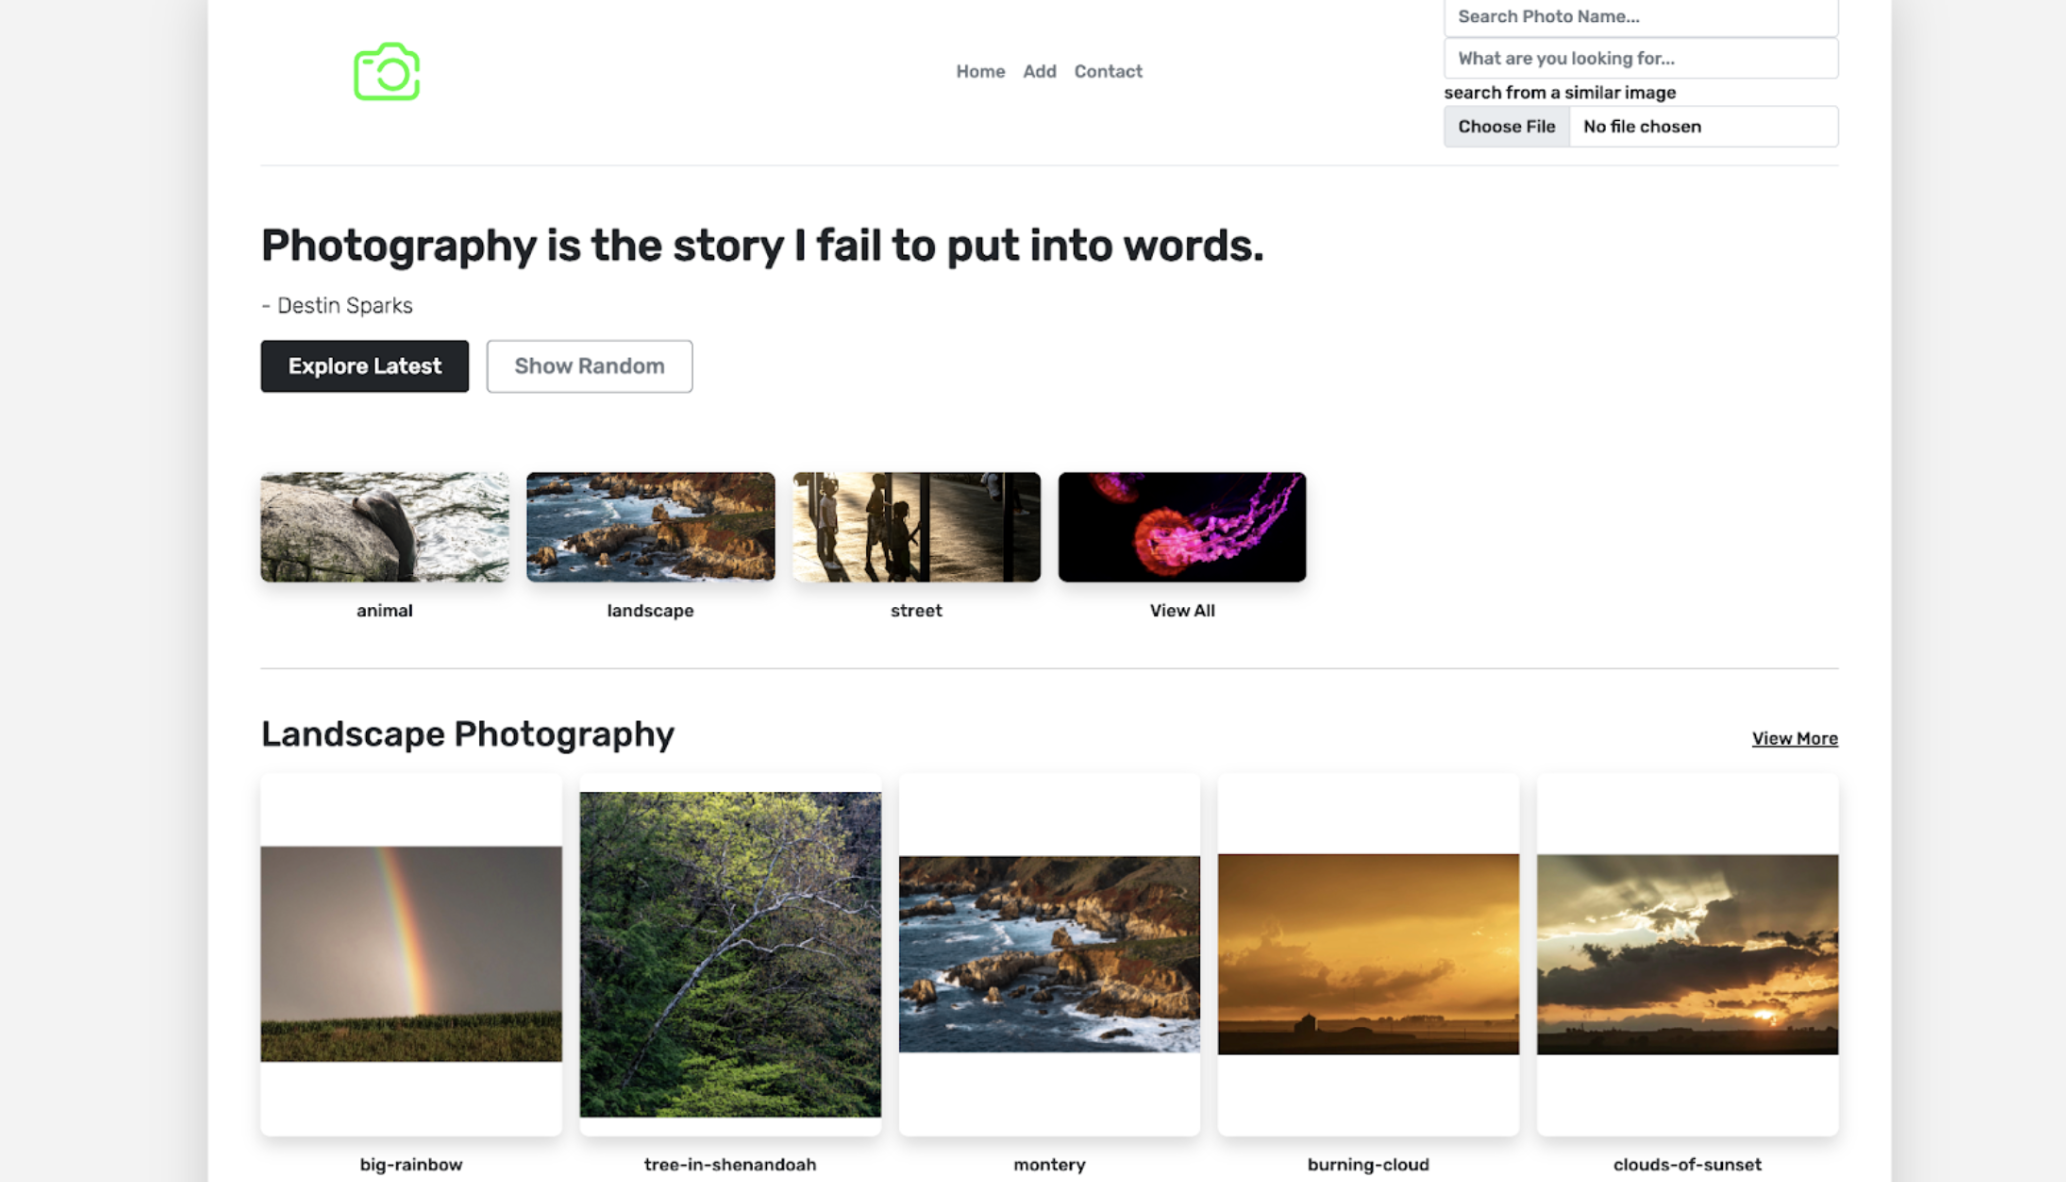 Search Photo Name...
Home Add Contact
What are you looking for...
search from a similar image
Choose File No file chosen
Photography is the story I fail to put into words.
- Destin Sparks
Explore Latest Show Random
animal landscape street View All
Landscape Photography View More
big-rainbow tree-in-shenandoah montery burning-cloud clouds-of-sunset